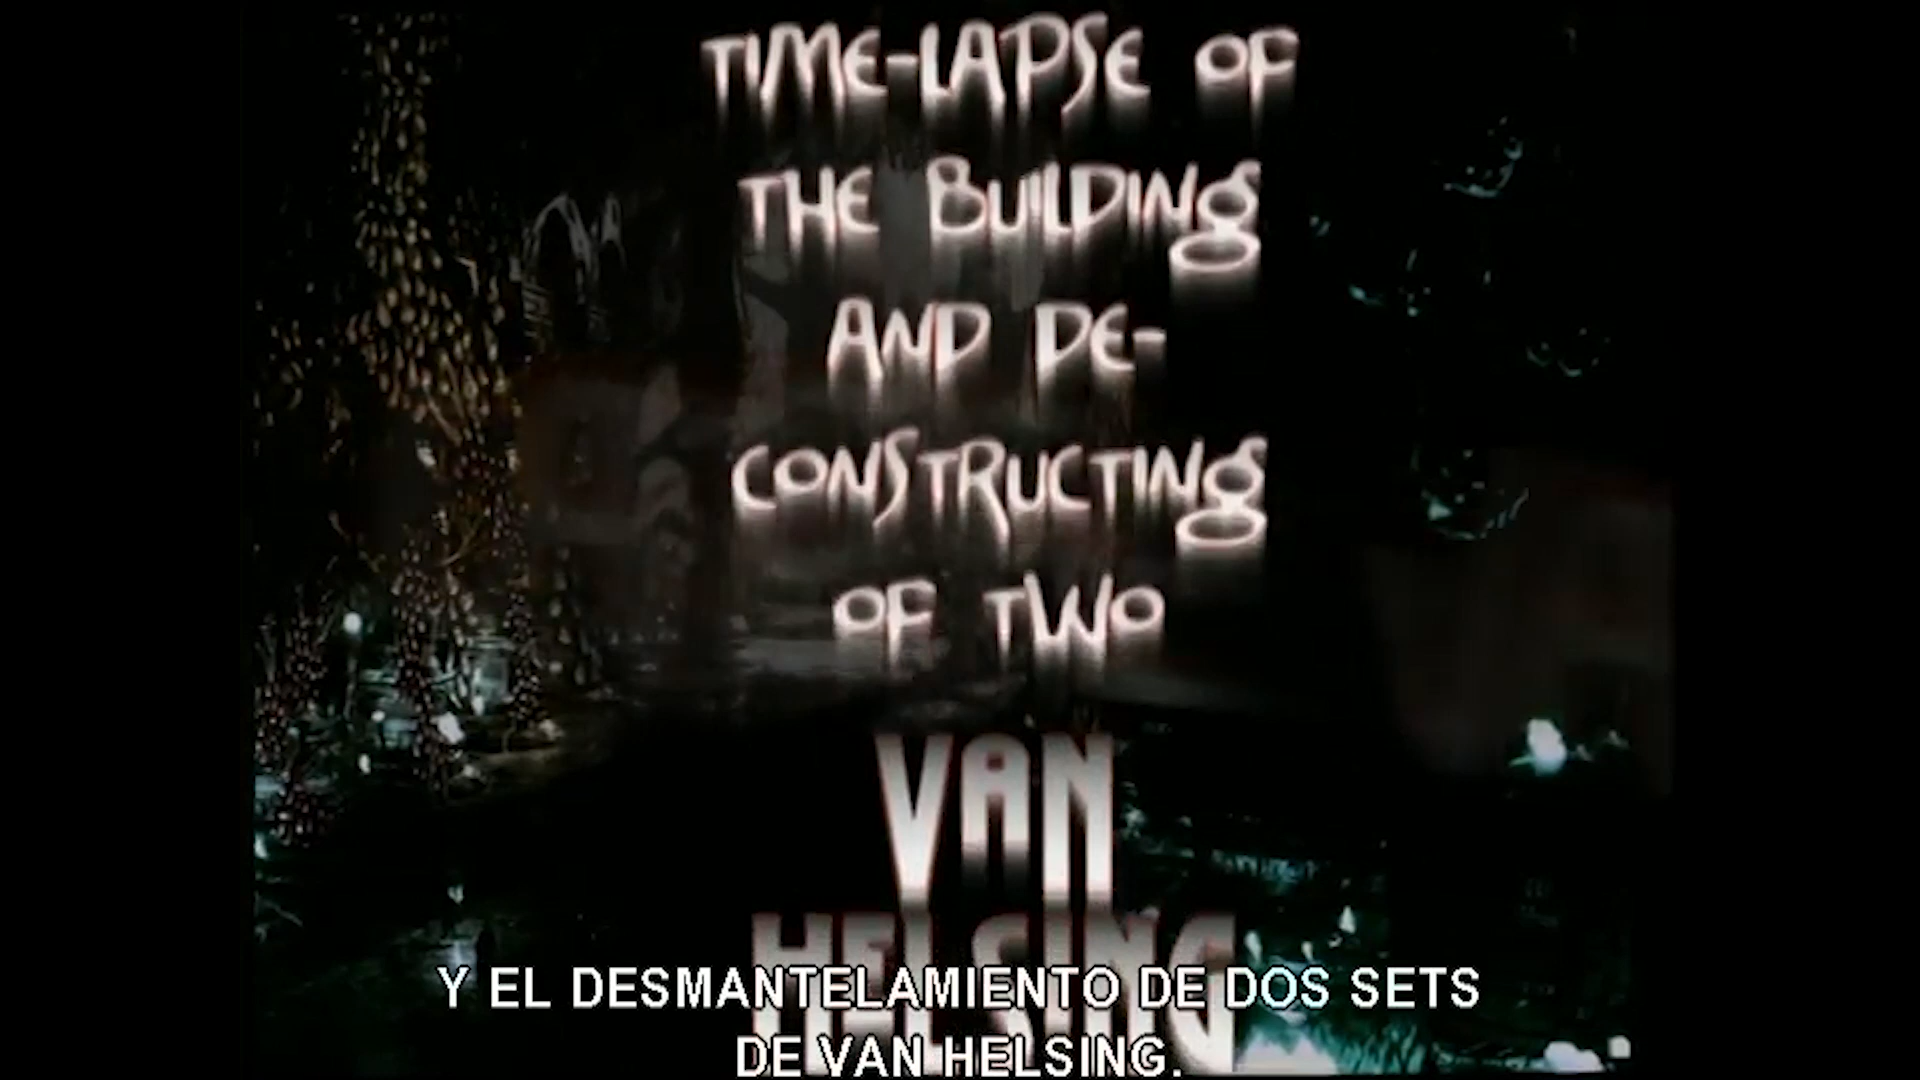 TIME-LAPSE OF
THE BUILDING
AND DE-
CONSTRUCTING
OF TWO
VAN
HELSING
Y EL DESMANTELAMIENTO DE DOS SETS
DE VAN HELSING.